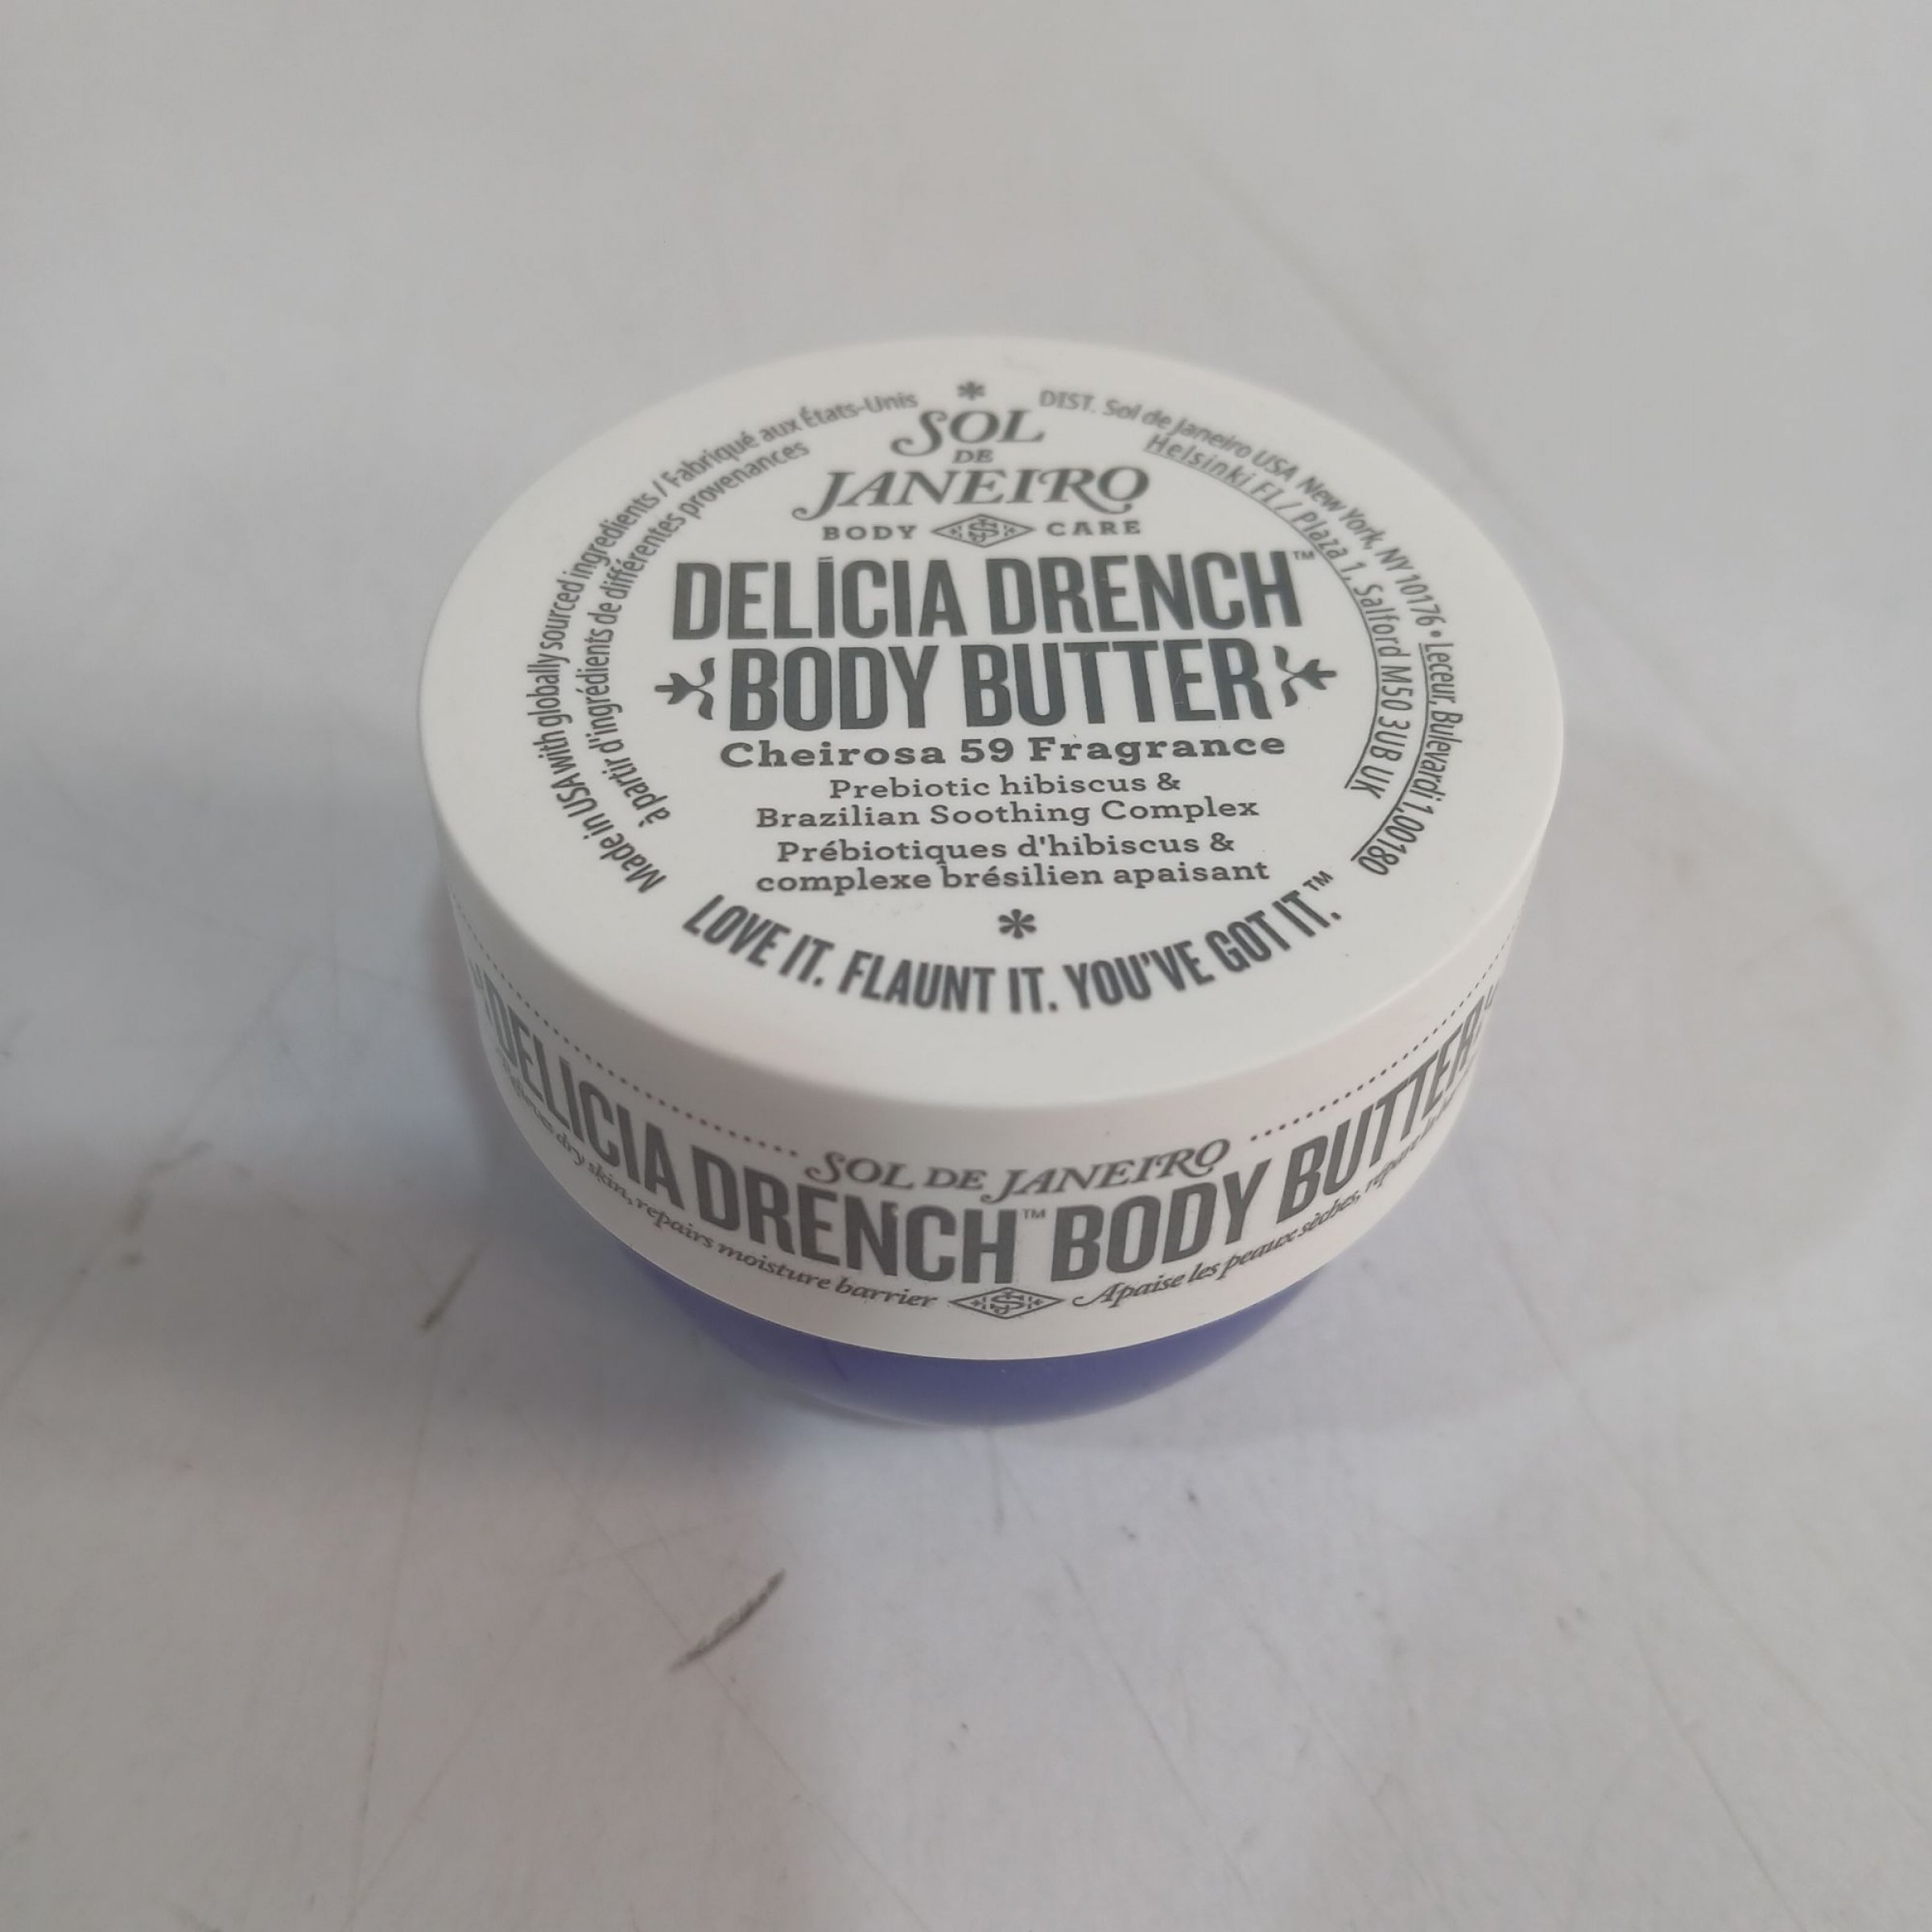 Made in USA with globally sourced ingredients / Fabriqué aux États-Unis
à partir d'ingrédients de différentes provenances
DIST. Sol de Janeiro USA New York, NY 10176 • Leceur, Bulevardi 1, 00180
Helsinki FI / Plaza 1, Salford M50 3UB UK
SOL
DE
JANEIRO
BODY CARE
DELÍCIA DRENCH™
BODY BUTTER
Cheirosa 59 Fragrance
Prebiotic hibiscus &
Brazilian Soothing Complex
Prébiotiques d'hibiscus &
complexe brésilien apaisant
LOVE IT. FLAUNT IT. YOU'VE GOT IT.™
SOL DE JANEIRO
DELÍCIA DRENCH™ BODY BUTTER
dry skin, repairs moisture barrier
Apaise les peaux sèches,